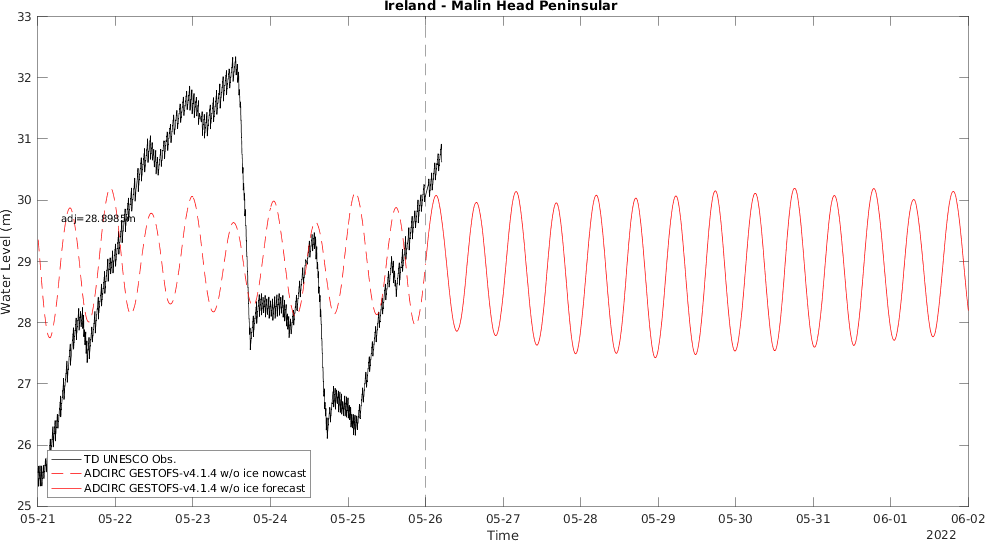 Ireland - Malin Head Peninsular
33
32
31
30
29
28
27
26
25
Water Level (m)
adj=28.8985m
TD UNESCO Obs.
ADCIRC GESTOFS-v4.1.4 w/o ice nowcast
ADCIRC GESTOFS-v4.1.4 w/o ice forecast
05-21 05-22 05-23 05-24 05-25 05-26 05-27 05-28 05-29 05-30 05-31 06-01 06-02
Time
2022